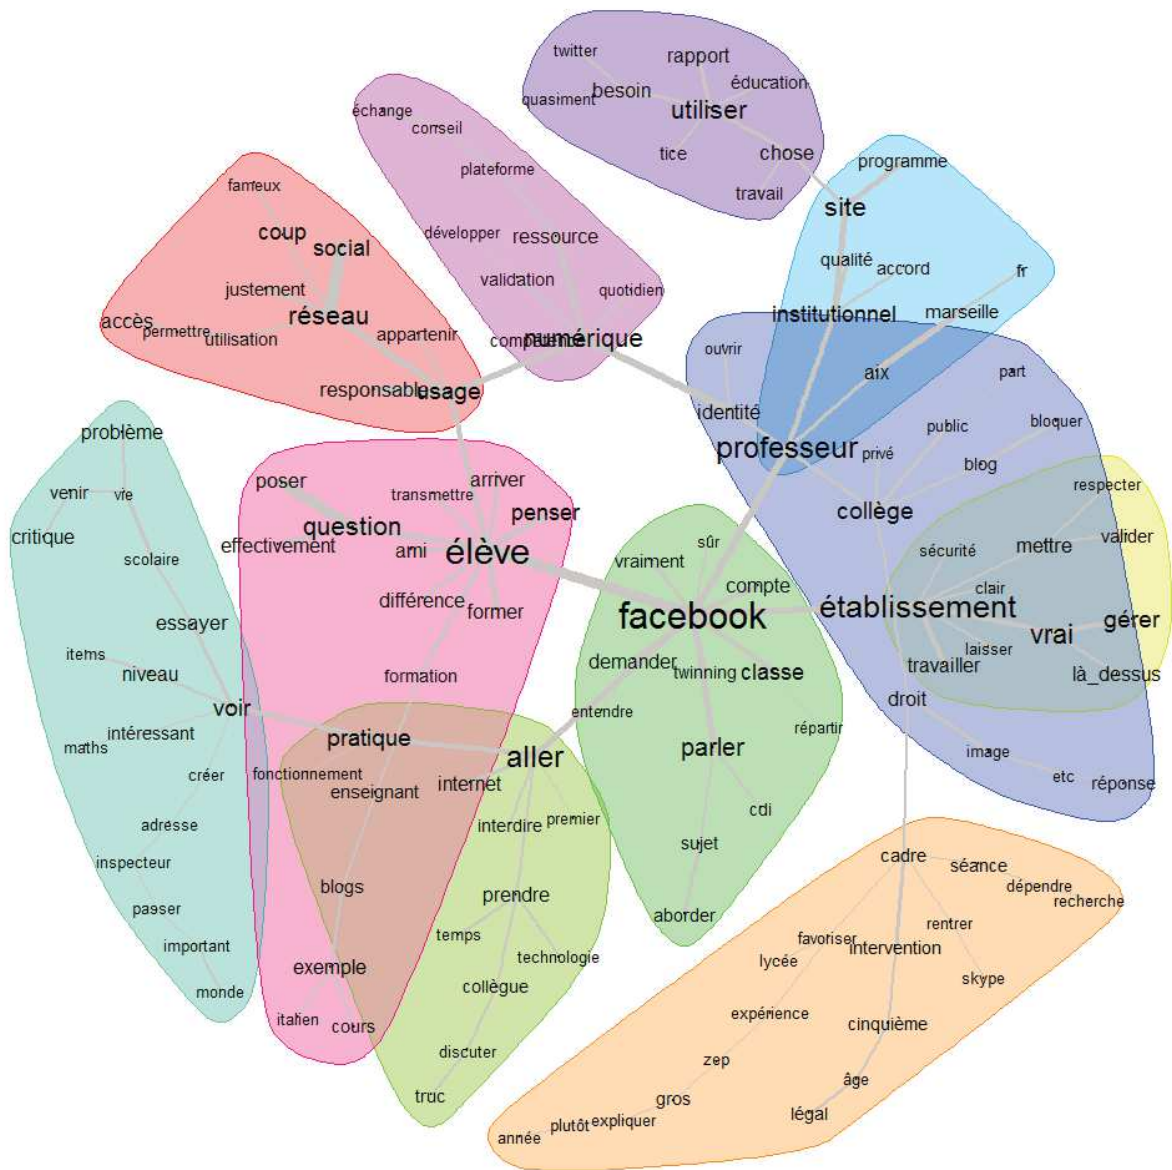 twitter
rapport
besoin
éducation
quasiment
utiliser
tice
chose
travail
échange
conseil
plateforme
développer
ressource
validation
quotidien
numérique
fameux
coup
social
justement
réseau
accès
permettre
utilisation
appartenir
responsable
usage
programme
site
qualité
accord
fr
institutionnel
marseille
aix
ouvrir
part
identité
public
bloquer
professeur
privé
blog
collège
respecter
mettre
valider
sécurité
clair
établissement
vrai
gérer
laisser
travailler
là_dessus
droit
image
etc
réponse
problème
venir
vie
critique
scolaire
essayer
items
niveau
voir
intéressant
maths
créer
adresse
inspecteur
passer
important
monde
poser
transmettre
arriver
question
penser
effectivement
ami
élève
différence
former
formation
pratique
fonctionnement
enseignant
blogs
exemple
italien
cours
aller
internet
interdire
premier
prendre
temps
technologie
collègue
discuter
truc
sûr
vraiment
compte
facebook
demander
twinning
classe
entendre
répartir
parler
cdi
sujet
aborder
cadre
séance
dépendre
recherche
rentrer
favoriser
intervention
lycée
skype
expérience
cinquième
zep
âge
gros
légal
expliquer
plutôt
année